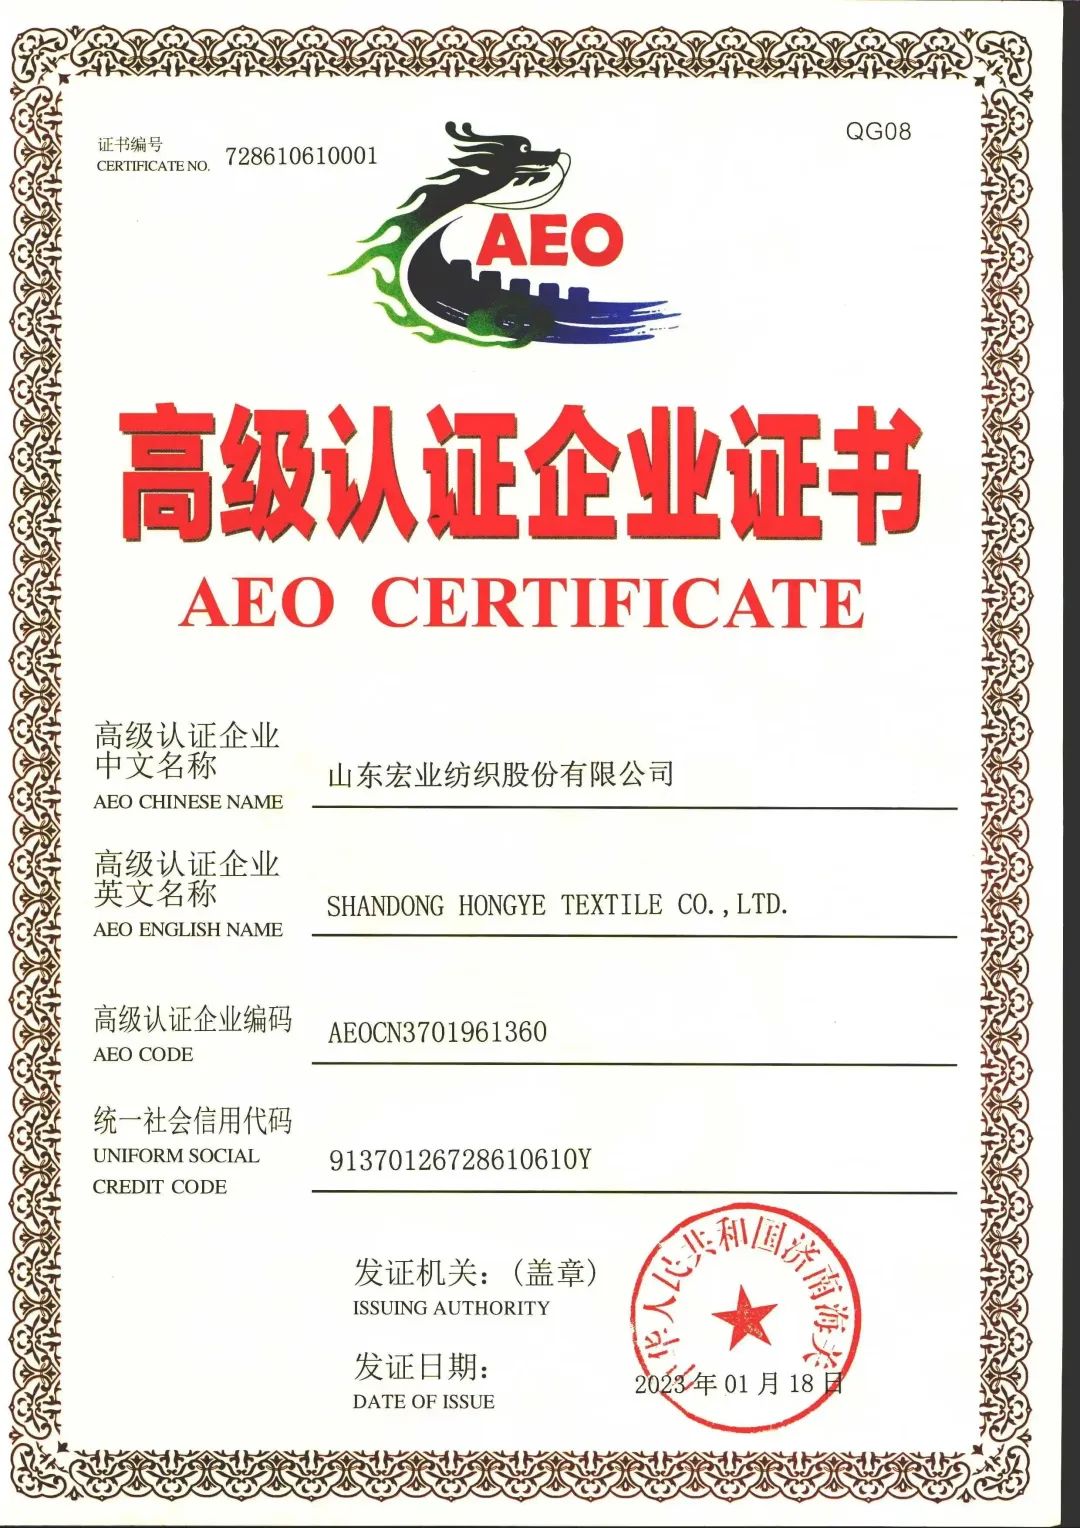 证书编号
CERTIFICATE NO. 728610610001
QG08
AEO
高级认证企业证书
AEO CERTIFICATE
高级认证企业
中文名称
AEO CHINESE NAME
山东宏业纺织股份有限公司
高级认证企业
英文名称
AEO ENGLISH NAME
SHANDONG HONGYE TEXTILE CO.,LTD.
高级认证企业编码
AEO CODE
AEOCN3701961360
统一社会信用代码
UNIFORM SOCIAL
CREDIT CODE
91370126728610610Y
发证机关：（盖章）
ISSUING AUTHORITY
中华人民共和国济南海关
发证日期：
DATE OF ISSUE
2023 年 01 月 18 日